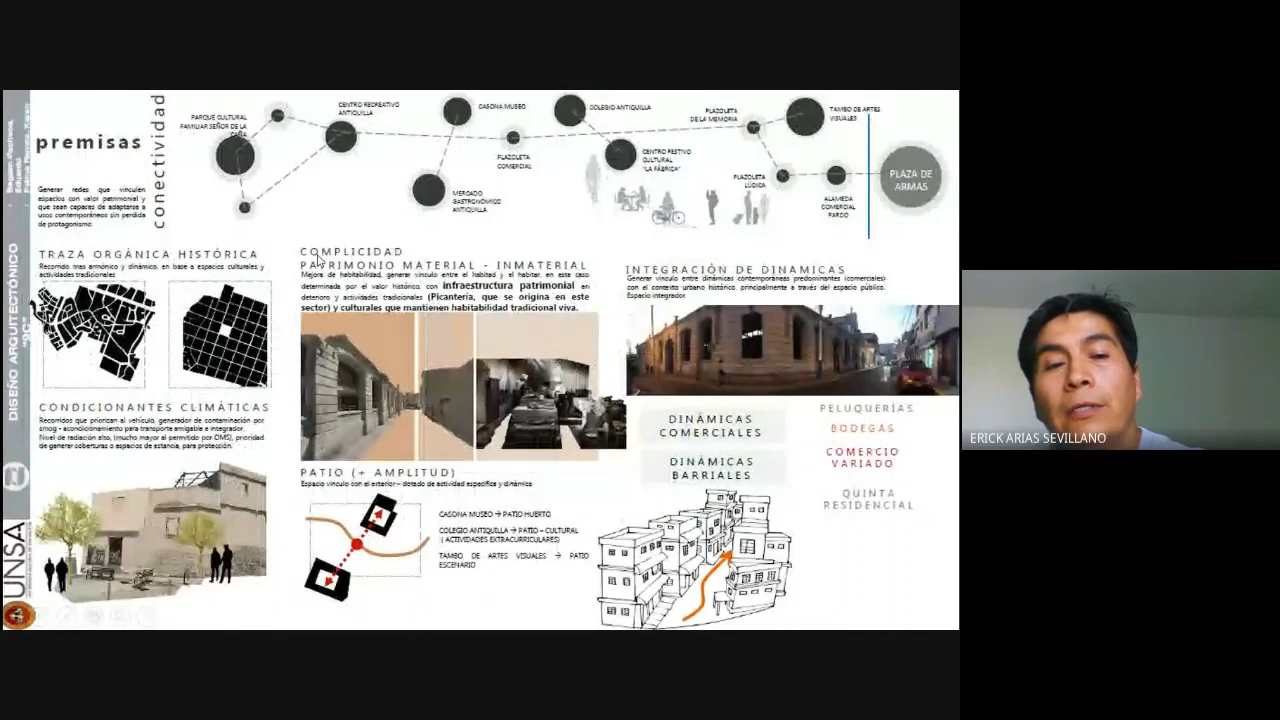 premisas
conectividad
Generar redes que vinculen
espacios con valor patrimonial y
que sean capaces de adaptarse a
usos contemporáneos sin perdida
de protagonismo.
PARQUE CULTURAL
FAMILIAR SEÑOR DE LA
CAÑA
CENTRO RECREATIVO
ANTIQUILLA
CASONA MUSEO
PLAZOLETA
COMERCIAL
MERCADO
GASTRONÓMICO
ANTIQUILLA
COLEGIO ANTIQUILLA
CENTRO FESTIVO
CULTURAL
"LA FÁBRICA"
PLAZOLETA
DE LA MEMORIA
TAMBO DE ARTES
VISUALES
PLAZOLETA
LÚDICA
ALAMEDA
COMERCIAL
PARDO
PLAZA DE
ARMAS
TRAZA ORGÁNICA HISTÓRICA
Recorrido mas armónico y dinámico, en base a espacios culturales y
actividades tradicionales
CONDICIONANTES CLIMÁTICAS
Recorridos que priorizan al vehículo, generador de contaminación por
smog - acondicionamiento para transporte amigable e integrador.
Nivel de radiación alto, (mucho mayor al permitido por OMS), prioridad
de generar coberturas o espacios de estancia, para protección.
COMPLICIDAD
PATRIMONIO MATERIAL - INMATERIAL
Mejora de habitabilidad, generar vínculo entre el habitad y el habitar, en este caso
determinada por el valor histórico, con infraestructura patrimonial en
deterioro y actividades tradicionales (Picantería, que se origina en este
sector) y culturales que mantienen habitabilidad tradicional viva.
PATIO (+ AMPLITUD)
Espacio vinculo con el exterior – dotado de actividad específica y dinámica
CASONA MUSEO → PATIO HUERTO
COLEGIO ANTIQUILLA → PATIO – CULTURAL
( ACTIVIDADES EXTRACURRICULARES)
TAMBO DE ARTES VISUALES → PATIO
ESCENARIO
INTEGRACIÓN DE DINAMICAS
Generar vínculo entre dinámicas contemporáneas predominantes (comerciales)
con el contexto urbano histórico, principalmente a través del espacio público.
Espacio integrador
DINÁMICAS
COMERCIALES
DINÁMICAS
BARRIALES
PELUQUERÍAS
BODEGAS
COMERCIO
VARIADO
QUINTA
RESIDENCIAL
DISEÑO ARQUITECTÓNICO
UNSA
ERICK ARIAS SEVILLANO